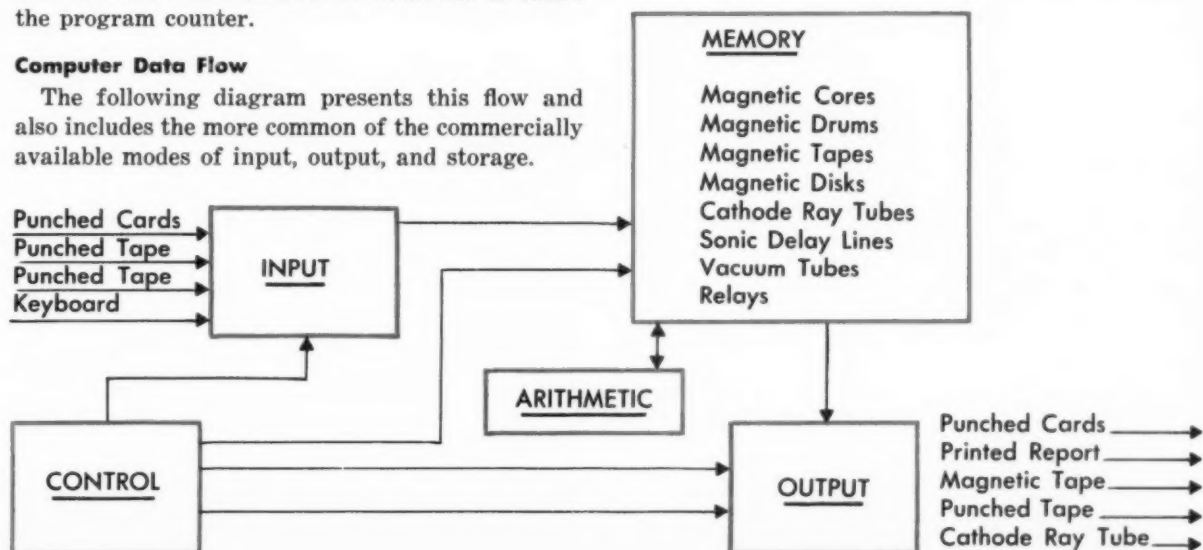 the program counter.
Computer Data Flow
The following diagram presents this flow and
also includes the more common of the commercially
available modes of input, output, and storage.
MEMORY
Magnetic Cores
Magnetic Drums
Magnetic Tapes
Magnetic Disks
Cathode Ray Tubes
Sonic Delay Lines
Vacuum Tubes
Relays
Punched Cards
Punched Tape
Punched Tape
Keyboard
INPUT
ARITHMETIC
CONTROL
OUTPUT
Punched Cards
Printed Report
Magnetic Tape
Punched Tape
Cathode Ray Tube